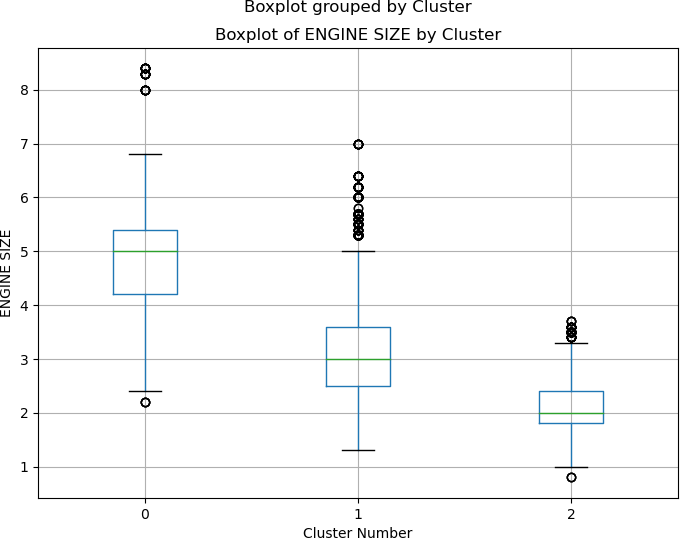 Boxplot grouped by Cluster
Boxplot of ENGINE SIZE by Cluster
ENGINE SIZE
8
7
6
5
4
3
2
1
0 1 2
Cluster Number